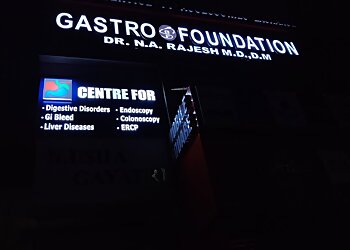 GASTRO FOUNDATION
DR. N.A. RAJESH M.D.,D.M
CENTRE FOR
• Digestive Disorders
• Endoscopy
• GI Bleed
• Colonoscopy
• Liver Diseases
• ERCP